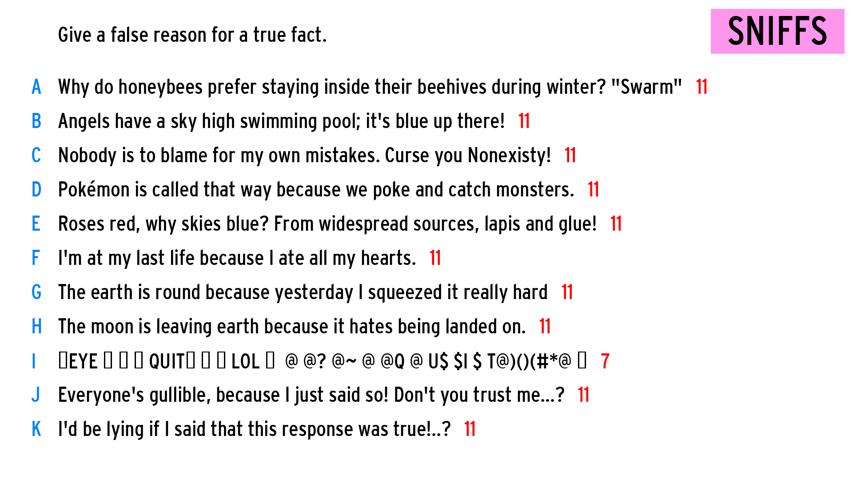 Give a false reason for a true fact.
SNIFFS
A Why do honeybees prefer staying inside their beehives during winter? "Swarm" 11
B Angels have a sky high swimming pool; it's blue up there! 11
C Nobody is to blame for my own mistakes. Curse you Nonexisty! 11
D Pokémon is called that way because we poke and catch monsters. 11
E Roses red, why skies blue? From widespread sources, lapis and glue! 11
F I'm at my last life because I ate all my hearts. 11
G The earth is round because yesterday I squeezed it really hard 11
H The moon is leaving earth because it hates being landed on. 11
I ▯EYE ▯ ▯ ▯ QUIT▯ ▯ ▯ LOL ▯ @ @? @~ @ @Q @ U$ $I $ T@)()(#*@ ▯ 7
J Everyone's gullible, because I just said so! Don't you trust me...? 11
K I'd be lying if I said that this response was true!..? 11